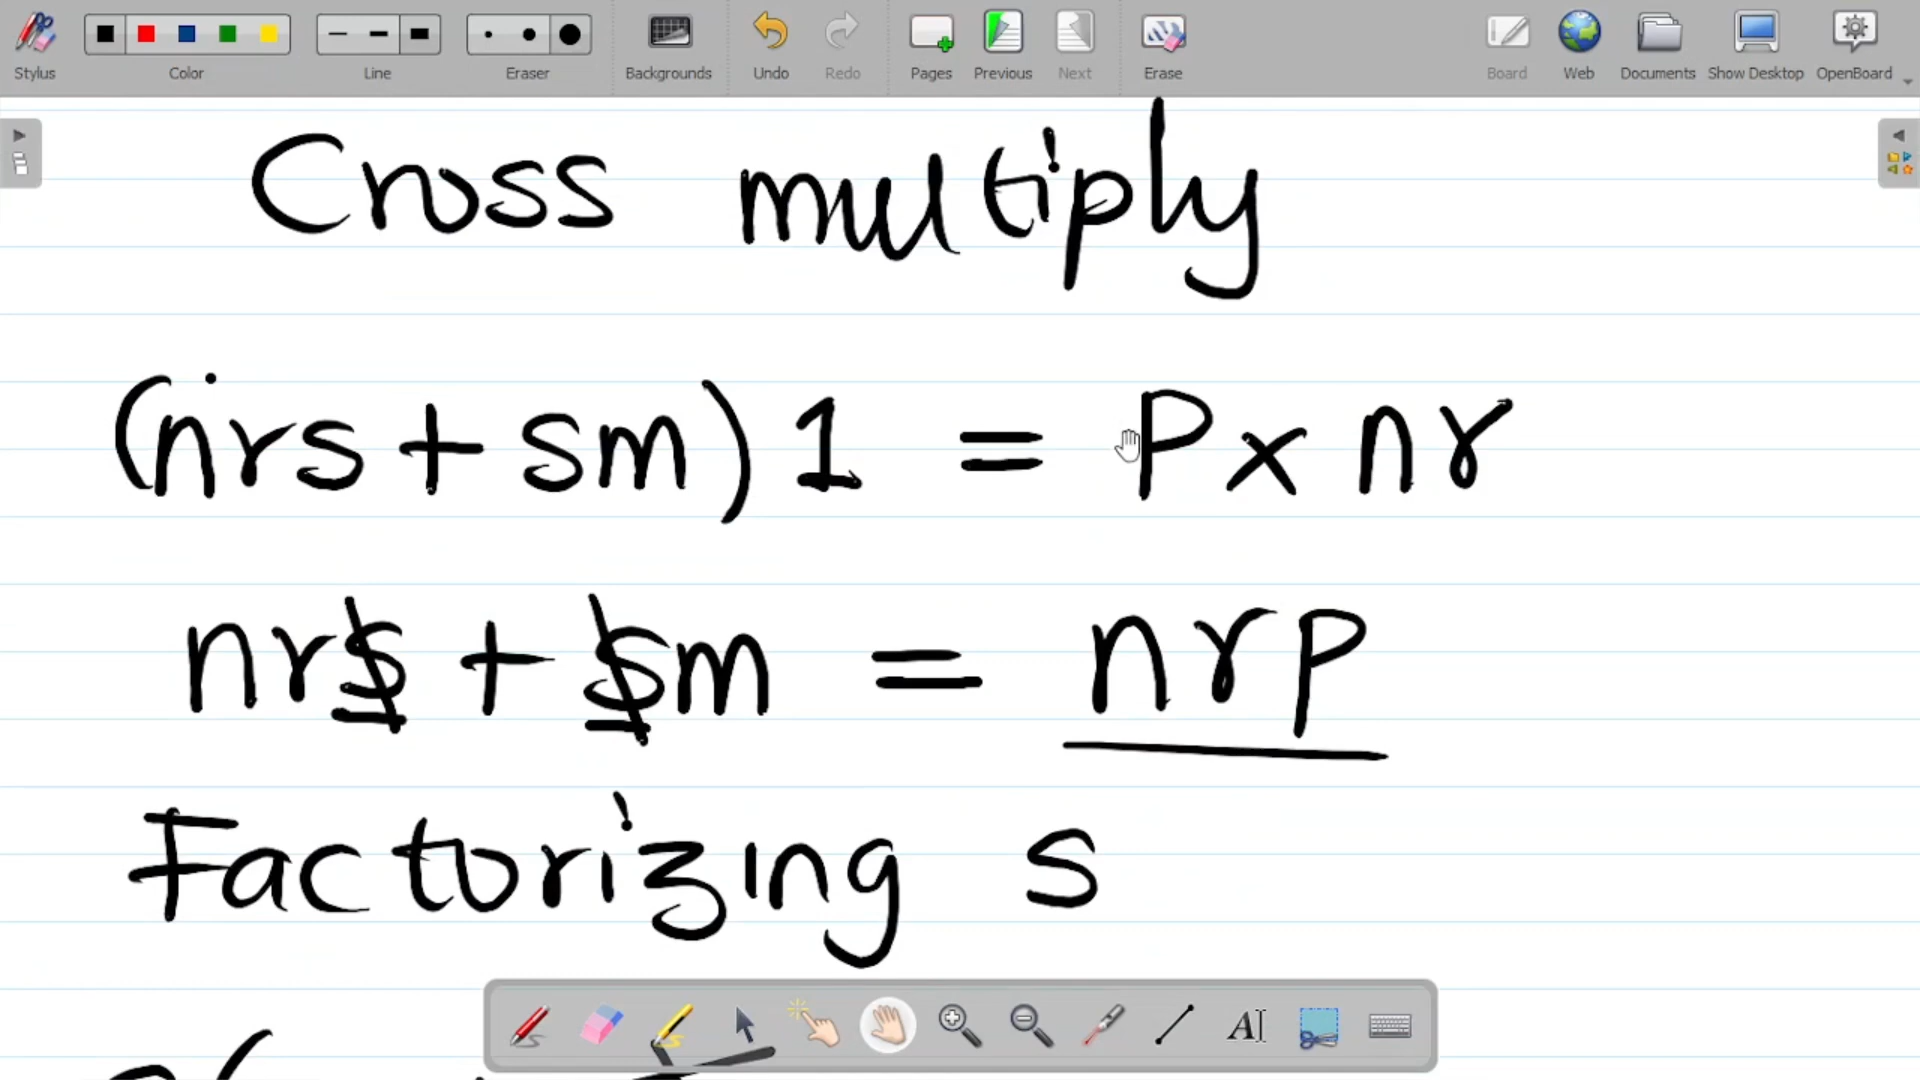 Stylus Color Line Eraser Backgrounds Undo Redo Pages Previous Next Erase Board Web Documents Show Desktop OpenBoard
Cross multiply
(nrs + sm) 1 = P x nr
nrs + sm = nrp
Factorizing s